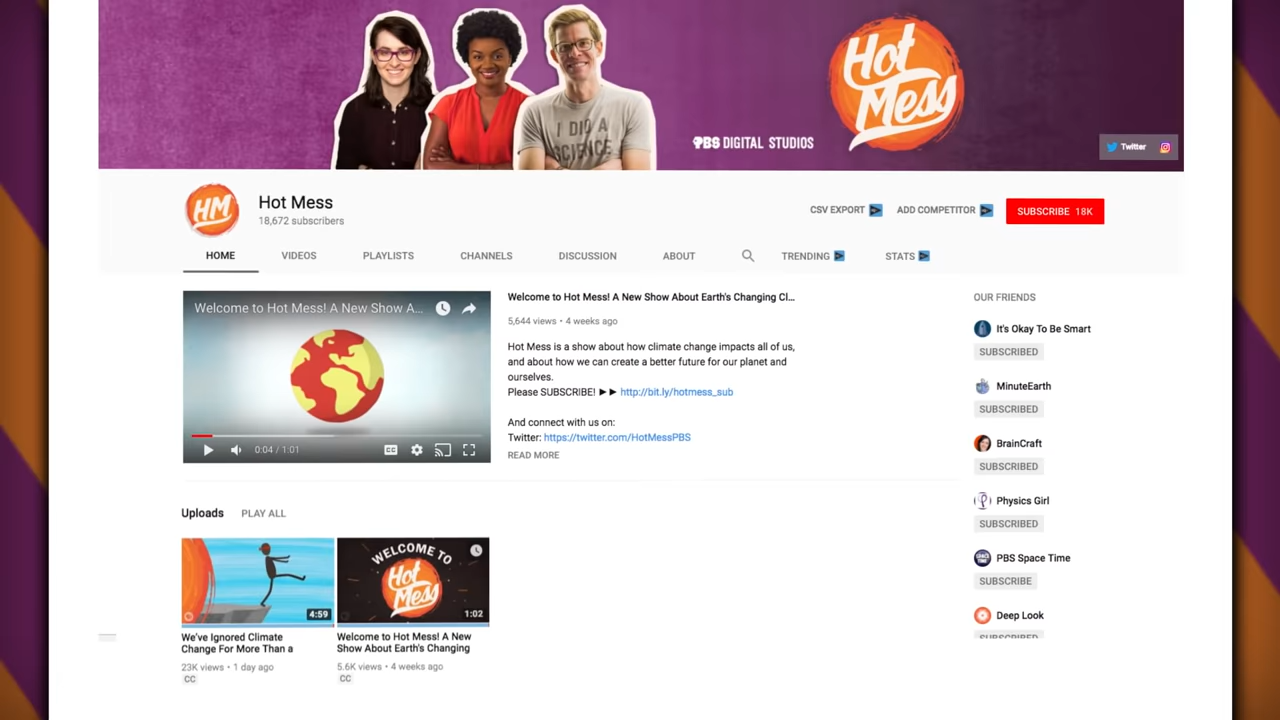 Hot
Mess
I DID A
SCIENCE
PBS DIGITAL STUDIOS
Twitter
HM
Hot Mess
18,672 subscribers
CSV EXPORT
ADD COMPETITOR
SUBSCRIBE 18K
HOME
VIDEOS
PLAYLISTS
CHANNELS
DISCUSSION
ABOUT
TRENDING
STATS
Welcome to Hot Mess! A New Show A...
0:04 / 1:01
CC
Welcome to Hot Mess! A New Show About Earth's Changing Cl...
5,644 views • 4 weeks ago
Hot Mess is a show about how climate change impacts all of us,
and about how we can create a better future for our planet and
ourselves.
Please SUBSCRIBE! ►► http://bit.ly/hotmess_sub
And connect with us on:
Twitter: https://twitter.com/HotMessPBS
READ MORE
OUR FRIENDS
It's Okay To Be Smart
SUBSCRIBED
MinuteEarth
SUBSCRIBED
BrainCraft
SUBSCRIBED
Physics Girl
SUBSCRIBED
SPACE TIME
PBS Space Time
SUBSCRIBE
Deep Look
SUBSCRIBED
Uploads
PLAY ALL
4:59
We've Ignored Climate
Change For More Than a
23K views • 1 day ago
CC
WELCOME TO
Hot
Mess
1:02
Welcome to Hot Mess! A New
Show About Earth's Changing
5.6K views • 4 weeks ago
CC